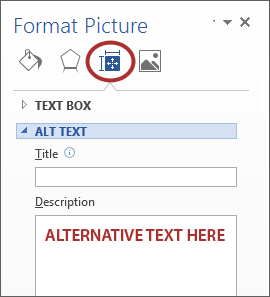 Format Picture
TEXT BOX
ALT TEXT
Title
Description
ALTERNATIVE TEXT HERE